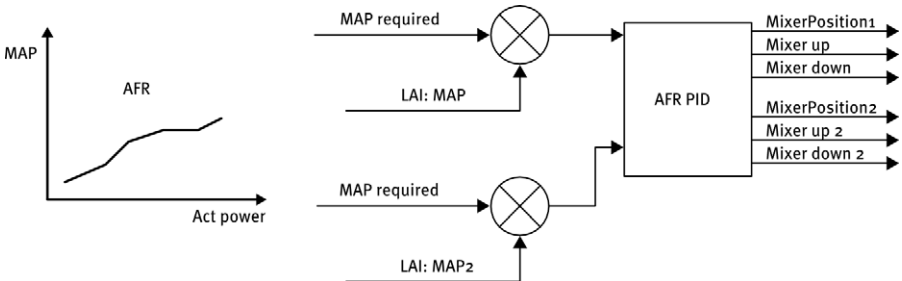 MAP
AFR
Act power
MAP required
LAI: MAP
MAP required
LAI: MAP2
AFR PID
MixerPosition1
Mixer up
Mixer down
MixerPosition2
Mixer up 2
Mixer down 2